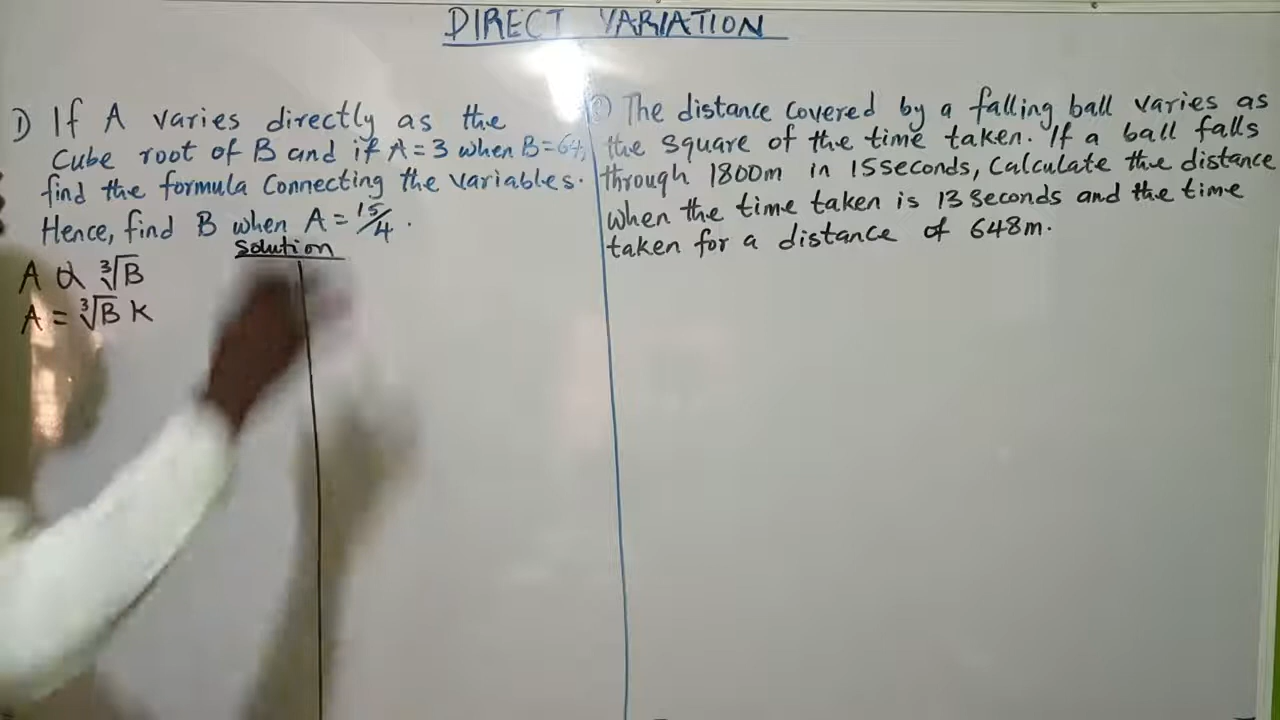 DIRECT VARIATION
1) If A varies directly as the
Cube root of B and if A = 3 when B = 64,
find the formula Connecting the variables.
Hence, find B when A = 15/4.
Solution
A ∝ ∛B
A = ∛B K
The distance Covered by a falling ball varies as
the square of the time taken. If a ball falls
through 1800m in 15 seconds, Calculate the distance
when the time taken is 13 Seconds and the time
taken for a distance of 648m.